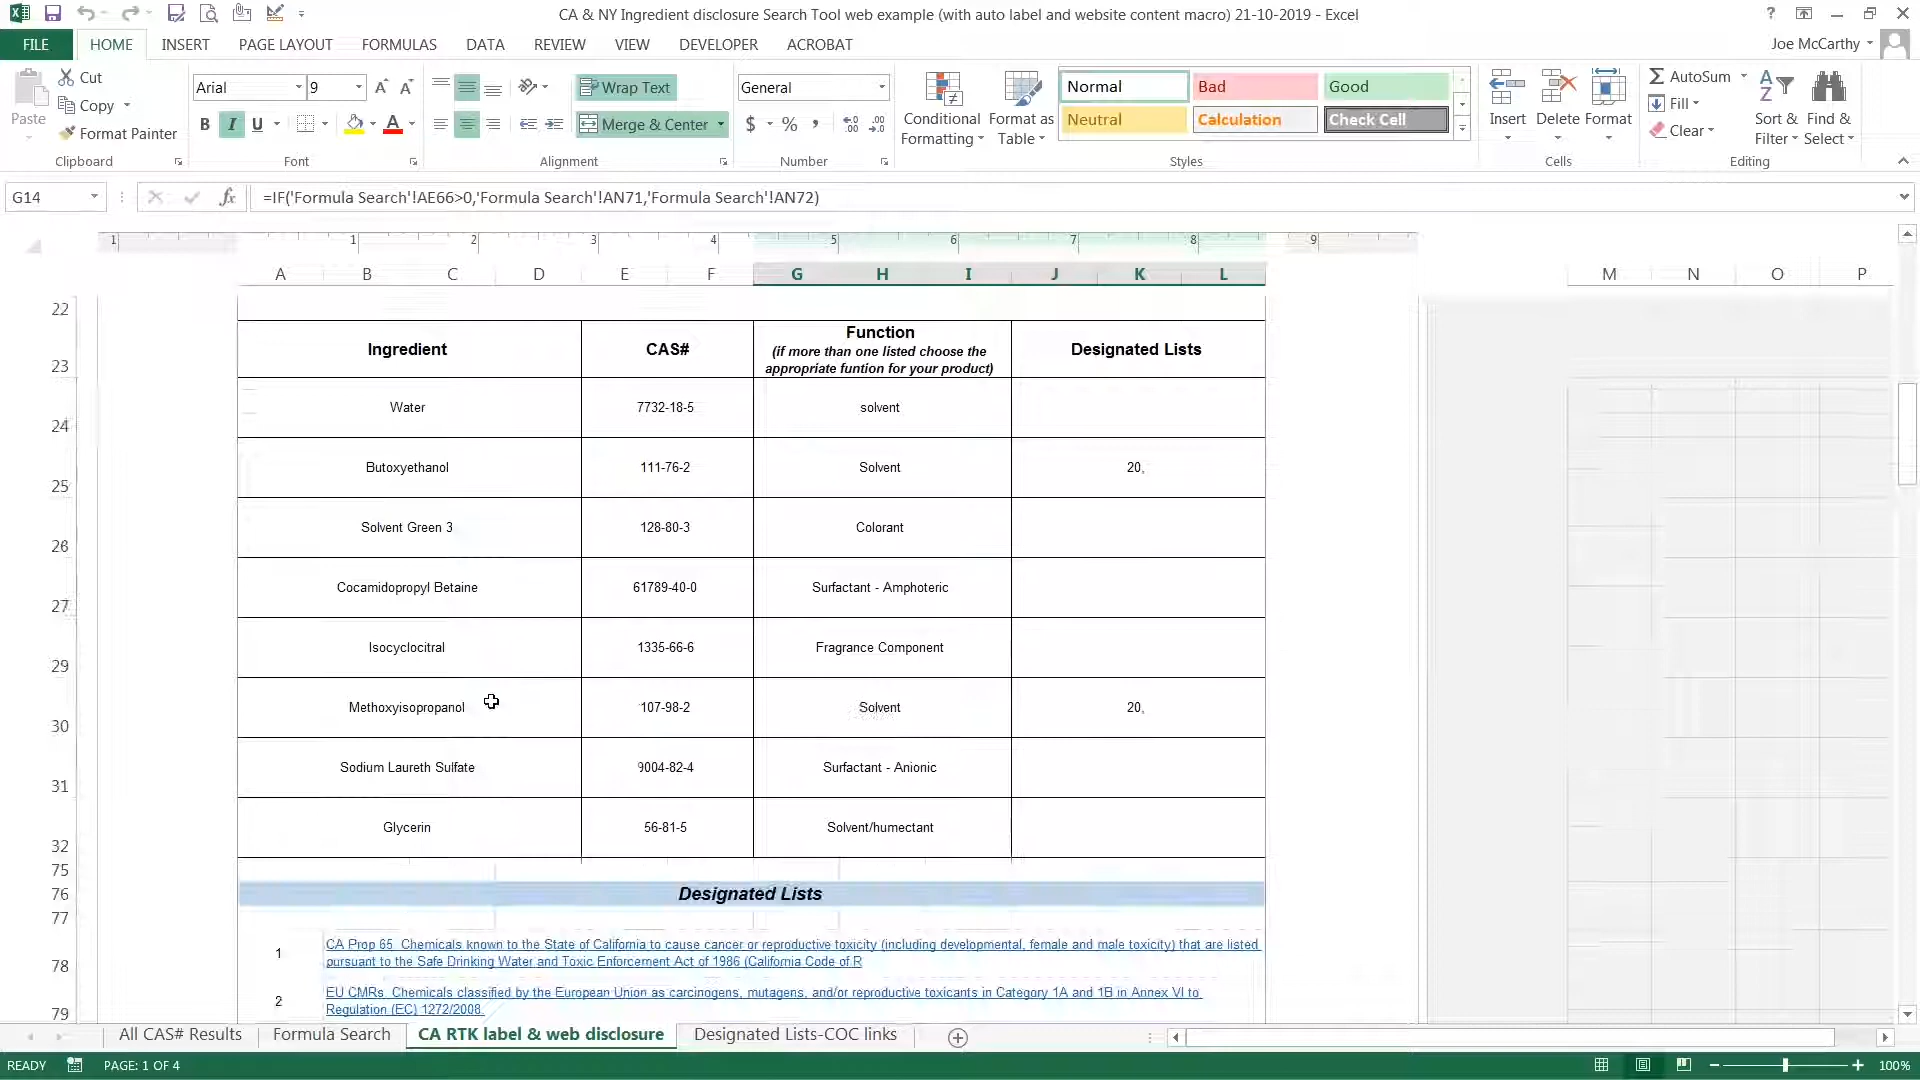 CA & NY Ingredient disclosure Search Tool web example (with auto label and website content macro) 21-10-2019 - Excel
FILE HOME INSERT PAGE LAYOUT FORMULAS DATA REVIEW VIEW DEVELOPER ACROBAT
Joe McCarthy
Paste
Cut
Copy
Format Painter
Clipboard
Arial 9
B I U
Font
Wrap Text
Merge & Center
Alignment
General
$ % ,
Number
Conditional Formatting
Format as Table
Normal Bad Good
Neutral Calculation Check Cell
Styles
Insert Delete Format
Cells
AutoSum
Fill
Clear
Sort & Filter
Find & Select
Editing
G14
fx =IF('Formula Search'!AE66>0,'Formula Search'!AN71,'Formula Search'!AN72)
1 1 2 3 4 5 6 7 8 9
A B C D E F G H I J K L M N O P
22
23 Ingredient CAS# Function Designated Lists
(if more than one listed choose the
appropriate funtion for your product)
24 Water 7732-18-5 solvent
25 Butoxyethanol 111-76-2 Solvent 20,
26 Solvent Green 3 128-80-3 Colorant
27 Cocamidopropyl Betaine 61789-40-0 Surfactant - Amphoteric
29 Isocyclocitral 1335-66-6 Fragrance Component
30 Methoxyisopropanol 107-98-2 Solvent 20,
31 Sodium Laureth Sulfate 9004-82-4 Surfactant - Anionic
32 Glycerin 56-81-5 Solvent/humectant
75
76 Designated Lists
77
78 1 CA Prop 65 Chemicals known to the State of California to cause cancer or reproductive toxicity (including developmental, female and male toxicity) that are listed
pursuant to the Safe Drinking Water and Toxic Enforcement Act of 1986 (California Code of R
79 2 EU CMRs Chemicals classified by the European Union as carcinogens, mutagens, and/or reproductive toxicants in Category 1A and 1B in Annex VI to
Regulation (EC) 1272/2008.
All CAS# Results Formula Search CA RTK label & web disclosure Designated Lists-COC links
READY PAGE: 1 OF 4 100%